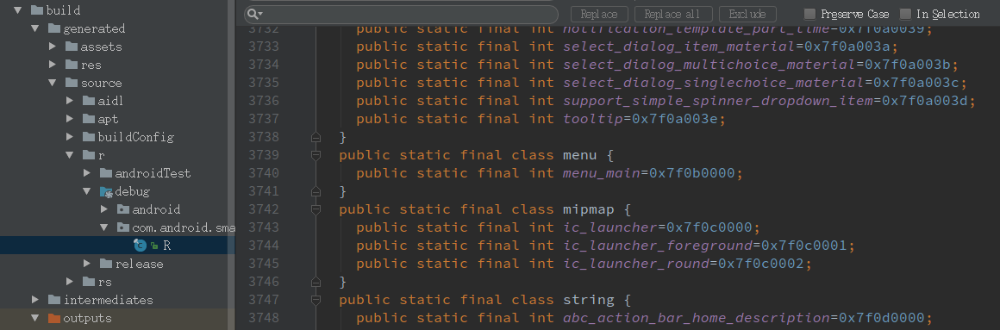 build
generated
assets
res
source
aidl
apt
buildConfig
r
androidTest
debug
android
com.android.sma
R
release
rs
intermediates
outputs
Replace
Replace all
Exclude
Preserve Case
In Selection
3732 public static final int notification_template_part_time=0x7f0a0039;
3733 public static final int select_dialog_item_material=0x7f0a003a;
3734 public static final int select_dialog_multichoice_material=0x7f0a003b;
3735 public static final int select_dialog_singlechoice_material=0x7f0a003c;
3736 public static final int support_simple_spinner_dropdown_item=0x7f0a003d;
3737 public static final int tooltip=0x7f0a003e;
3738 }
3739 public static final class menu {
3740 public static final int menu_main=0x7f0b0000;
3741 }
3742 public static final class mipmap {
3743 public static final int ic_launcher=0x7f0c0000;
3744 public static final int ic_launcher_foreground=0x7f0c0001;
3745 public static final int ic_launcher_round=0x7f0c0002;
3746 }
3747 public static final class string {
3748 public static final int abc_action_bar_home_description=0x7f0d0000;